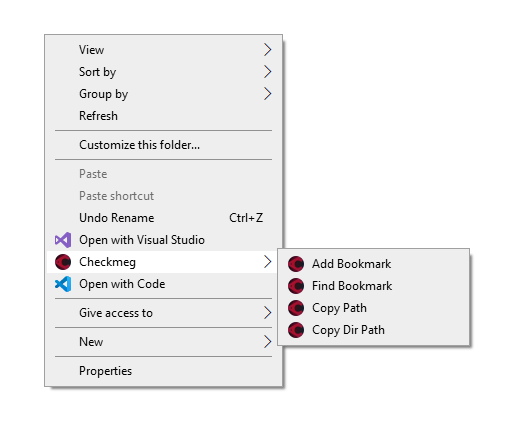 View
Sort by
Group by
Refresh
Customize this folder...
Paste
Paste shortcut
Undo Rename Ctrl+Z
Open with Visual Studio
Checkmeg
Open with Code
Give access to
New
Properties
Add Bookmark
Find Bookmark
Copy Path
Copy Dir Path